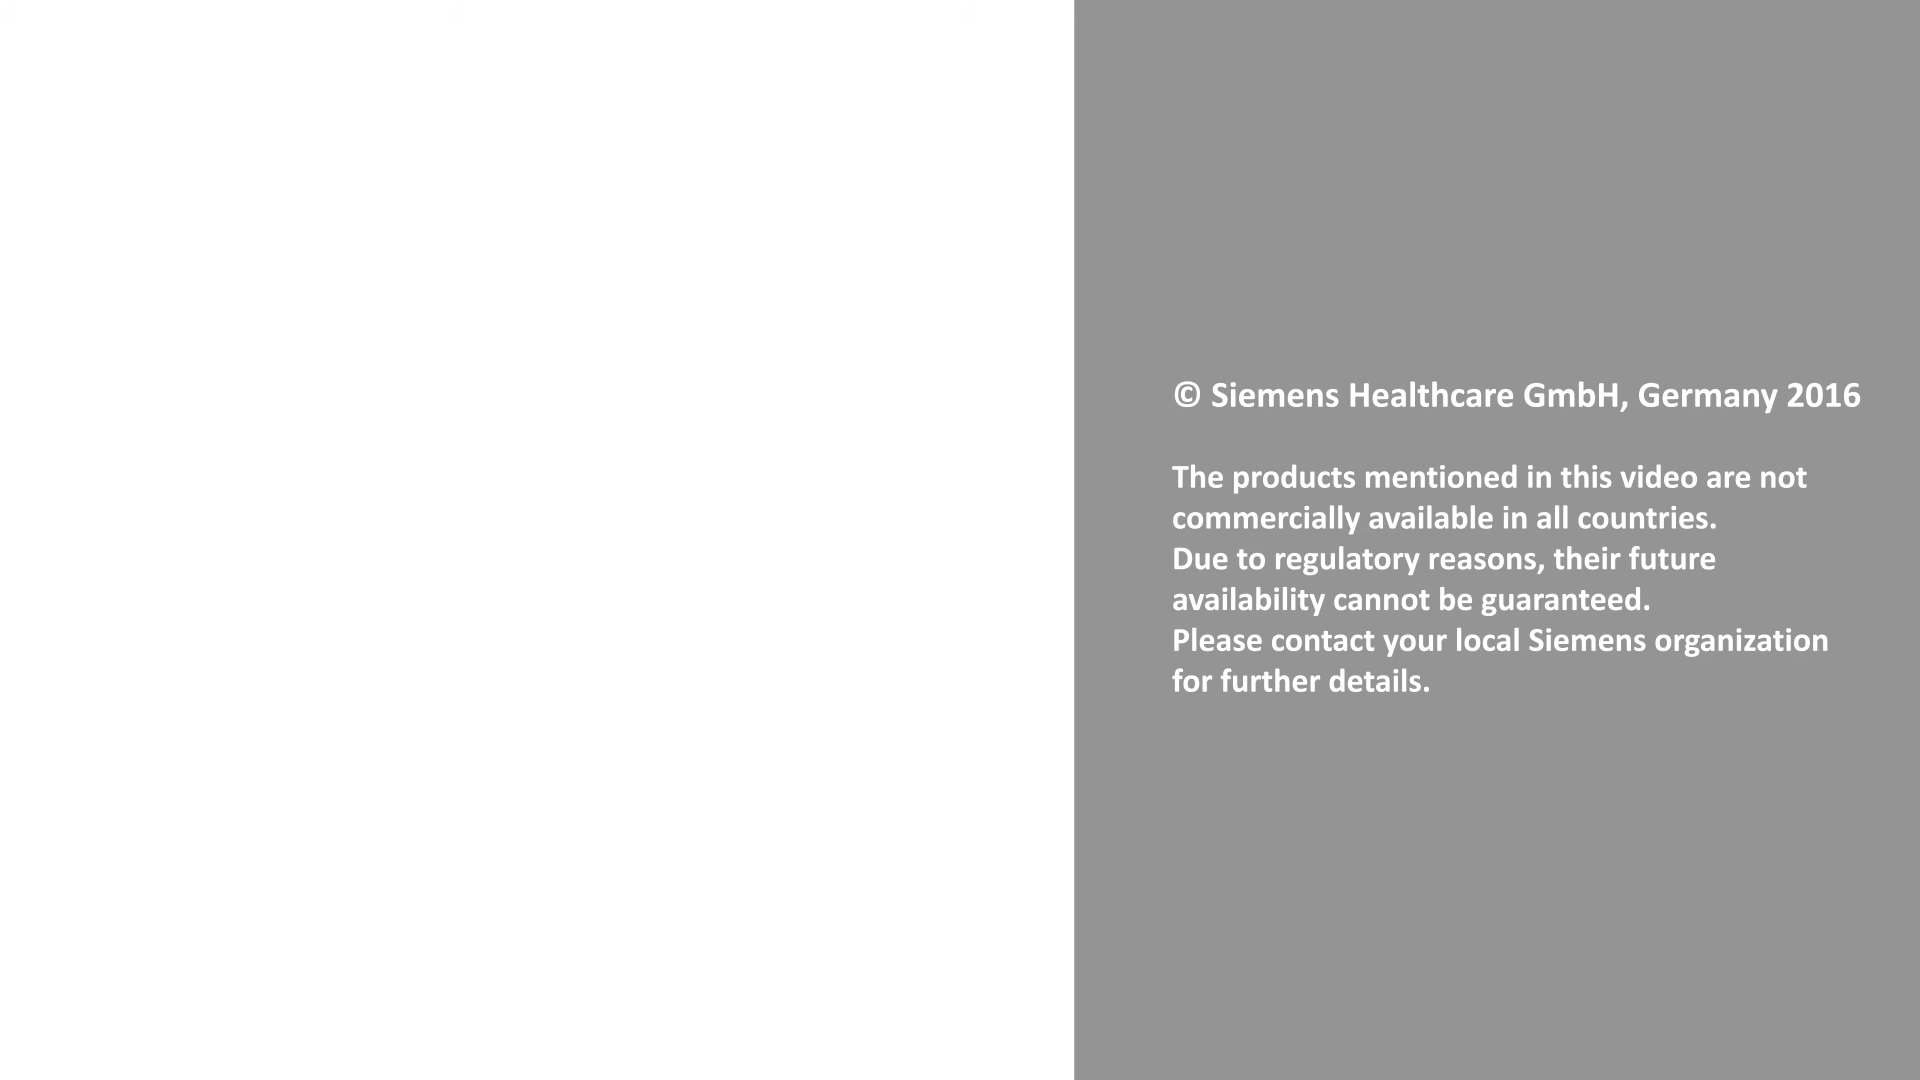 © Siemens Healthcare GmbH, Germany 2016
The products mentioned in this video are not
commercially available in all countries.
Due to regulatory reasons, their future
availability cannot be guaranteed.
Please contact your local Siemens organization
for further details.